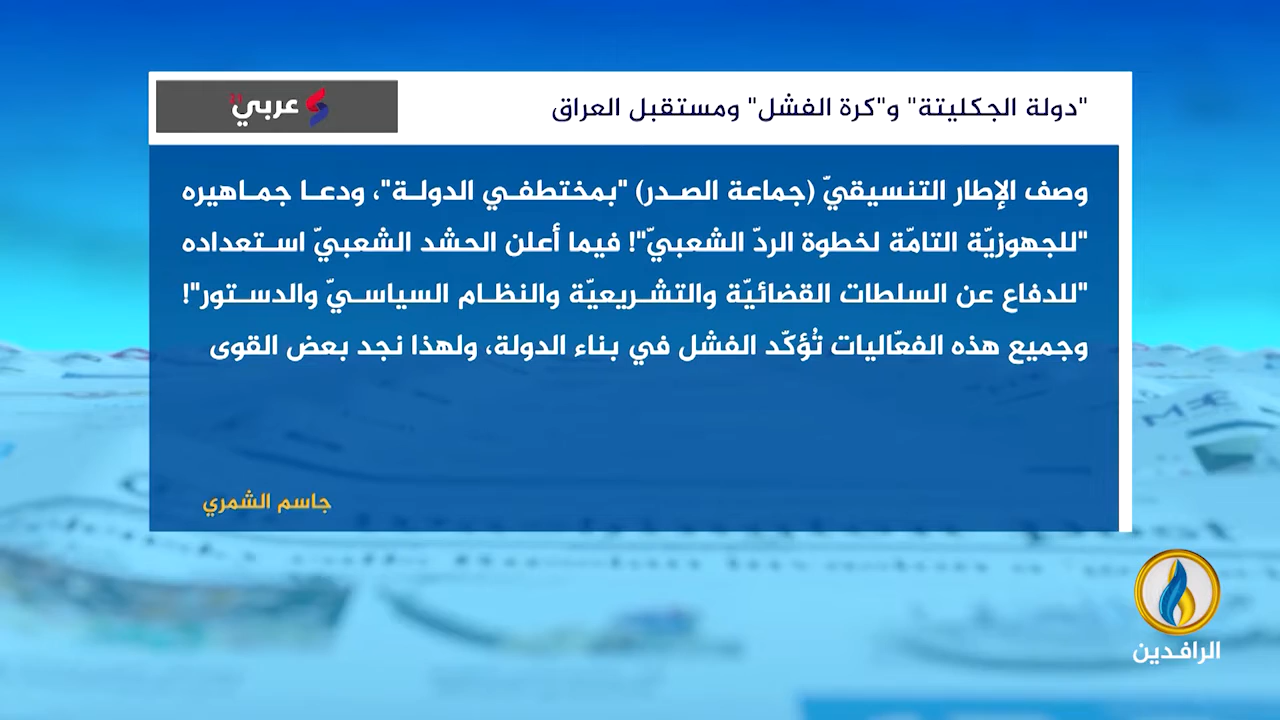 "دولة الجكليتة" و"كرة الفشل" ومستقبل العراق
عربي21
وصف الإطار التنسيقيّ (جماعة الصدر) "بمختطفي الدولة"، ودعا جماهيره
"للجهوزيّة التامّة لخطوة الردّ الشعبيّ"! فيما أعلن الحشد الشعبيّ استعداده
"للدفاع عن السلطات القضائيّة والتشريعيّة والنظام السياسيّ والدستور"!
وجميع هذه الفعّاليات تُؤكّد الفشل في بناء الدولة، ولهذا نجد بعض القوى
جاسم الشمري
الرافدين